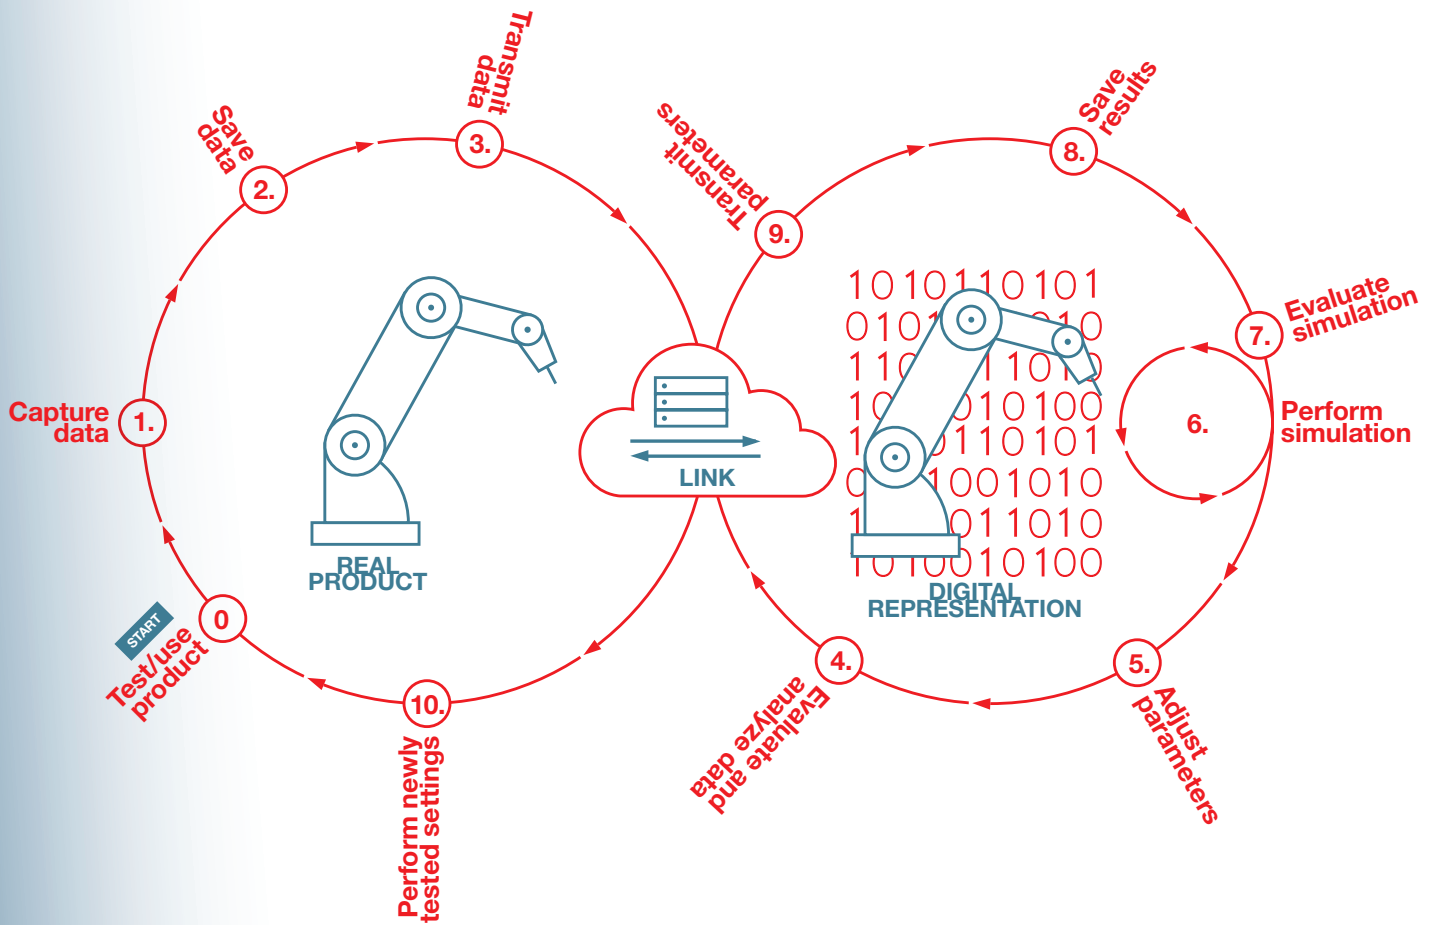 START
0
Test/use
product
1.
Capture
data
2.
Save
data
3.
Transmit
data
LINK
4.
Evaluate and
analyze data
5.
Adjust
parameters
6.
Perform
simulation
7.
Evaluate
simulation
8.
Save
results
9.
Transmit
parameters
10.
Perform newly
tested settings
REAL
PRODUCT
DIGITAL
REPRESENTATION